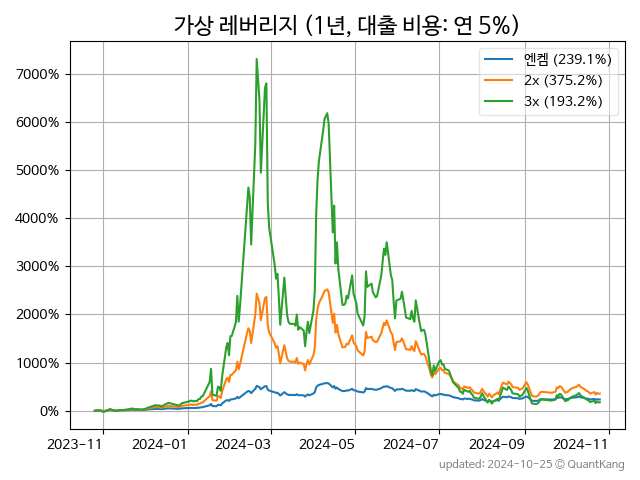 가상 레버리지 (1년, 대출 비용: 연 5%)
엔켐 (239.1%)
2x (375.2%)
3x (193.2%)
7000%
6000%
5000%
4000%
3000%
2000%
1000%
0%
2023-11 2024-01 2024-03 2024-05 2024-07 2024-09 2024-11
updated: 2024-10-25 © QuantKang